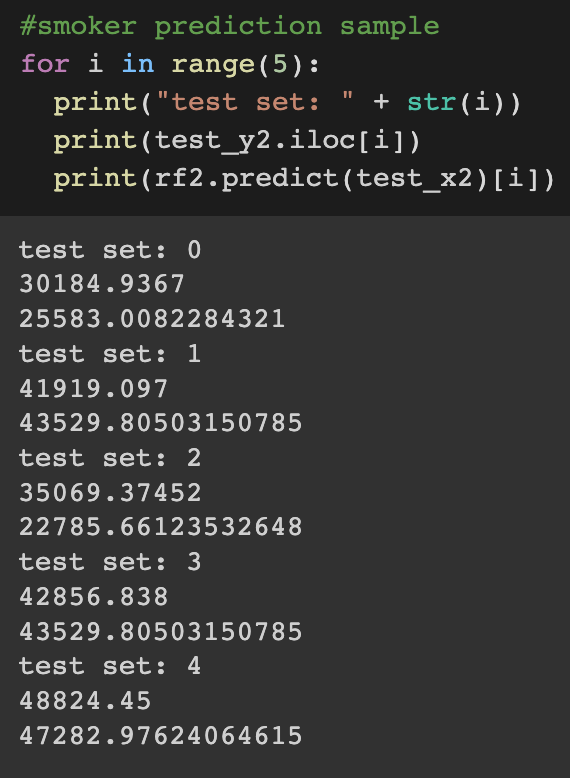 #smoker prediction sample
for i in range(5):
  print("test set: " + str(i))
  print(test_y2.iloc[i])
  print(rf2.predict(test_x2)[i])
test set: 0
30184.9367
25583.0082284321
test set: 1
41919.097
43529.80503150785
test set: 2
35069.37452
22785.66123532648
test set: 3
42856.838
43529.80503150785
test set: 4
48824.45
47282.97624064615